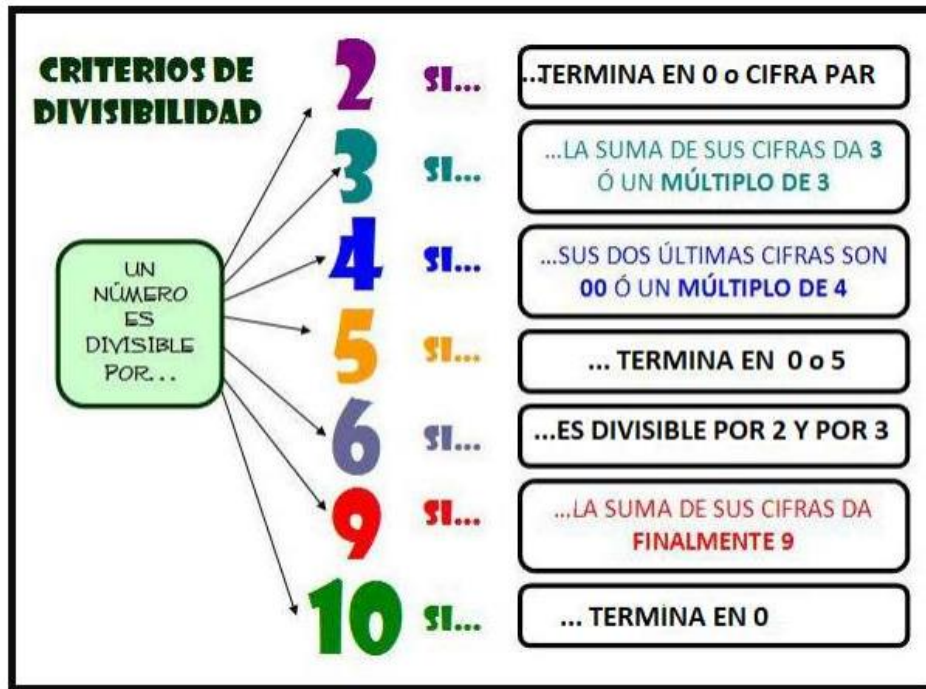 CRITERIOS DE
DIVISIBILIDAD
UN
NÚMERO
ES
DIVISIBLE
POR...
2 SI... ...TERMINA EN 0 o CIFRA PAR
3 SI... ...LA SUMA DE SUS CIFRAS DA 3
Ó UN MÚLTIPLO DE 3
4 SI... ...SUS DOS ÚLTIMAS CIFRAS SON
00 Ó UN MÚLTIPLO DE 4
5 SI... ... TERMINA EN 0 o 5
6 SI... ...ES DIVISIBLE POR 2 Y POR 3
9 SI... ...LA SUMA DE SUS CIFRAS DA
FINALMENTE 9
10 SI... ... TERMINA EN 0